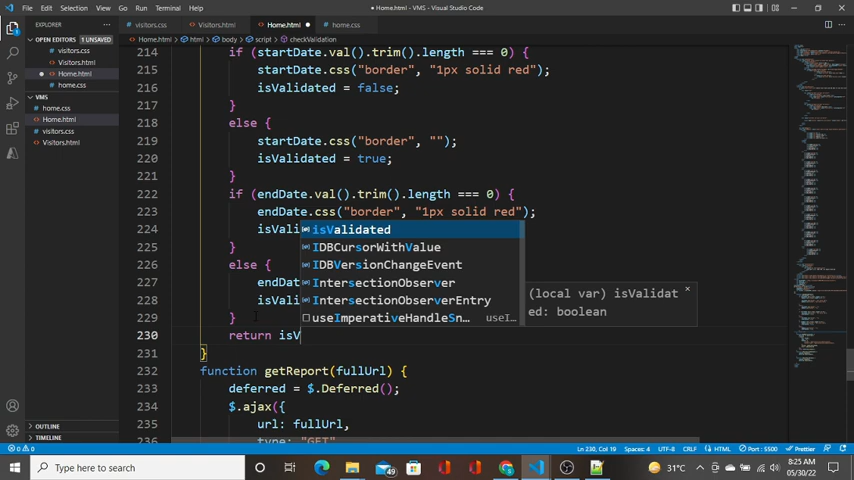 File Edit Selection View Go Run Terminal Help
● Home.html - VMS - Visual Studio Code
EXPLORER
# visitors.css
<> Visitors.html
<> Home.html ●
# home.css
<> Home.html > html > body > script > checkValidation
OPEN EDITORS 1 UNSAVED
# visitors.css
<> Visitors.html
● <> Home.html
# home.css
VMS
# home.css
<> Home.html
# visitors.css
<> Visitors.html
OUTLINE
TIMELINE
214 if (startDate.val().trim().length === 0) {
215 startDate.css("border", "1px solid red");
216 isValidated = false;
217 }
218 else {
219 startDate.css("border", "");
220 isValidated = true;
221 }
222 if (endDate.val().trim().length === 0) {
223 endDate.css("border", "1px solid red");
224 isVali
225 }
226 else {
227 endDat
228 isVali
229 }
230 return isV
231 }
232 function getReport(fullUrl) {
233 deferred = $.Deferred();
234 $.ajax({
235 url: fullUrl,
236 type: "GET"
isValidated
IDBCursorWithValue
IDBVersionChangeEvent
IntersectionObserver
IntersectionObserverEntry
useImperativeHandleSn… useI…
(local var) isValidat
ed: boolean
×
0 0 Ln 230, Col 19 Spaces: 4 UTF-8 CRLF HTML Port : 5500 Prettier
Type here to search
49
31°C
8:25 AM
05/30/22